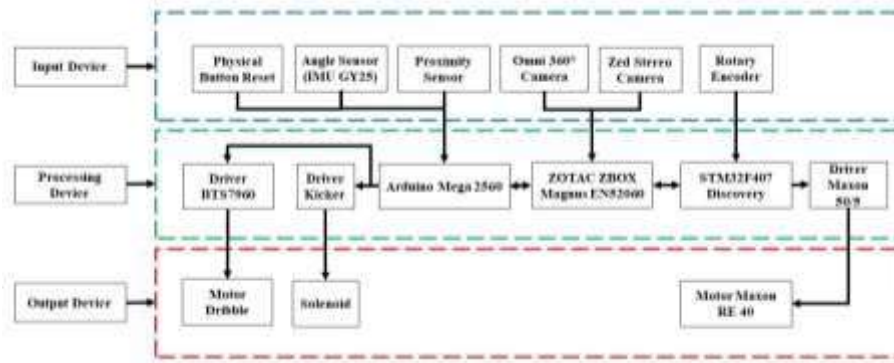 Input Device
Physical
Button Reset
Angle Sensor
(IMU GY25)
Proximity
Sensor
Omni 360°
Camera
Zed Stereo
Camera
Rotary
Encoder
Processing
Device
Driver
BTS7960
Driver
Kicker
Arduino Mega 2560
ZOTAC ZBOX
Magnus EN52060
STM32F407
Discovery
Driver
Maxon
50/5
Output Device
Motor
Dribble
Solenoid
Motor Maxon
RE 40